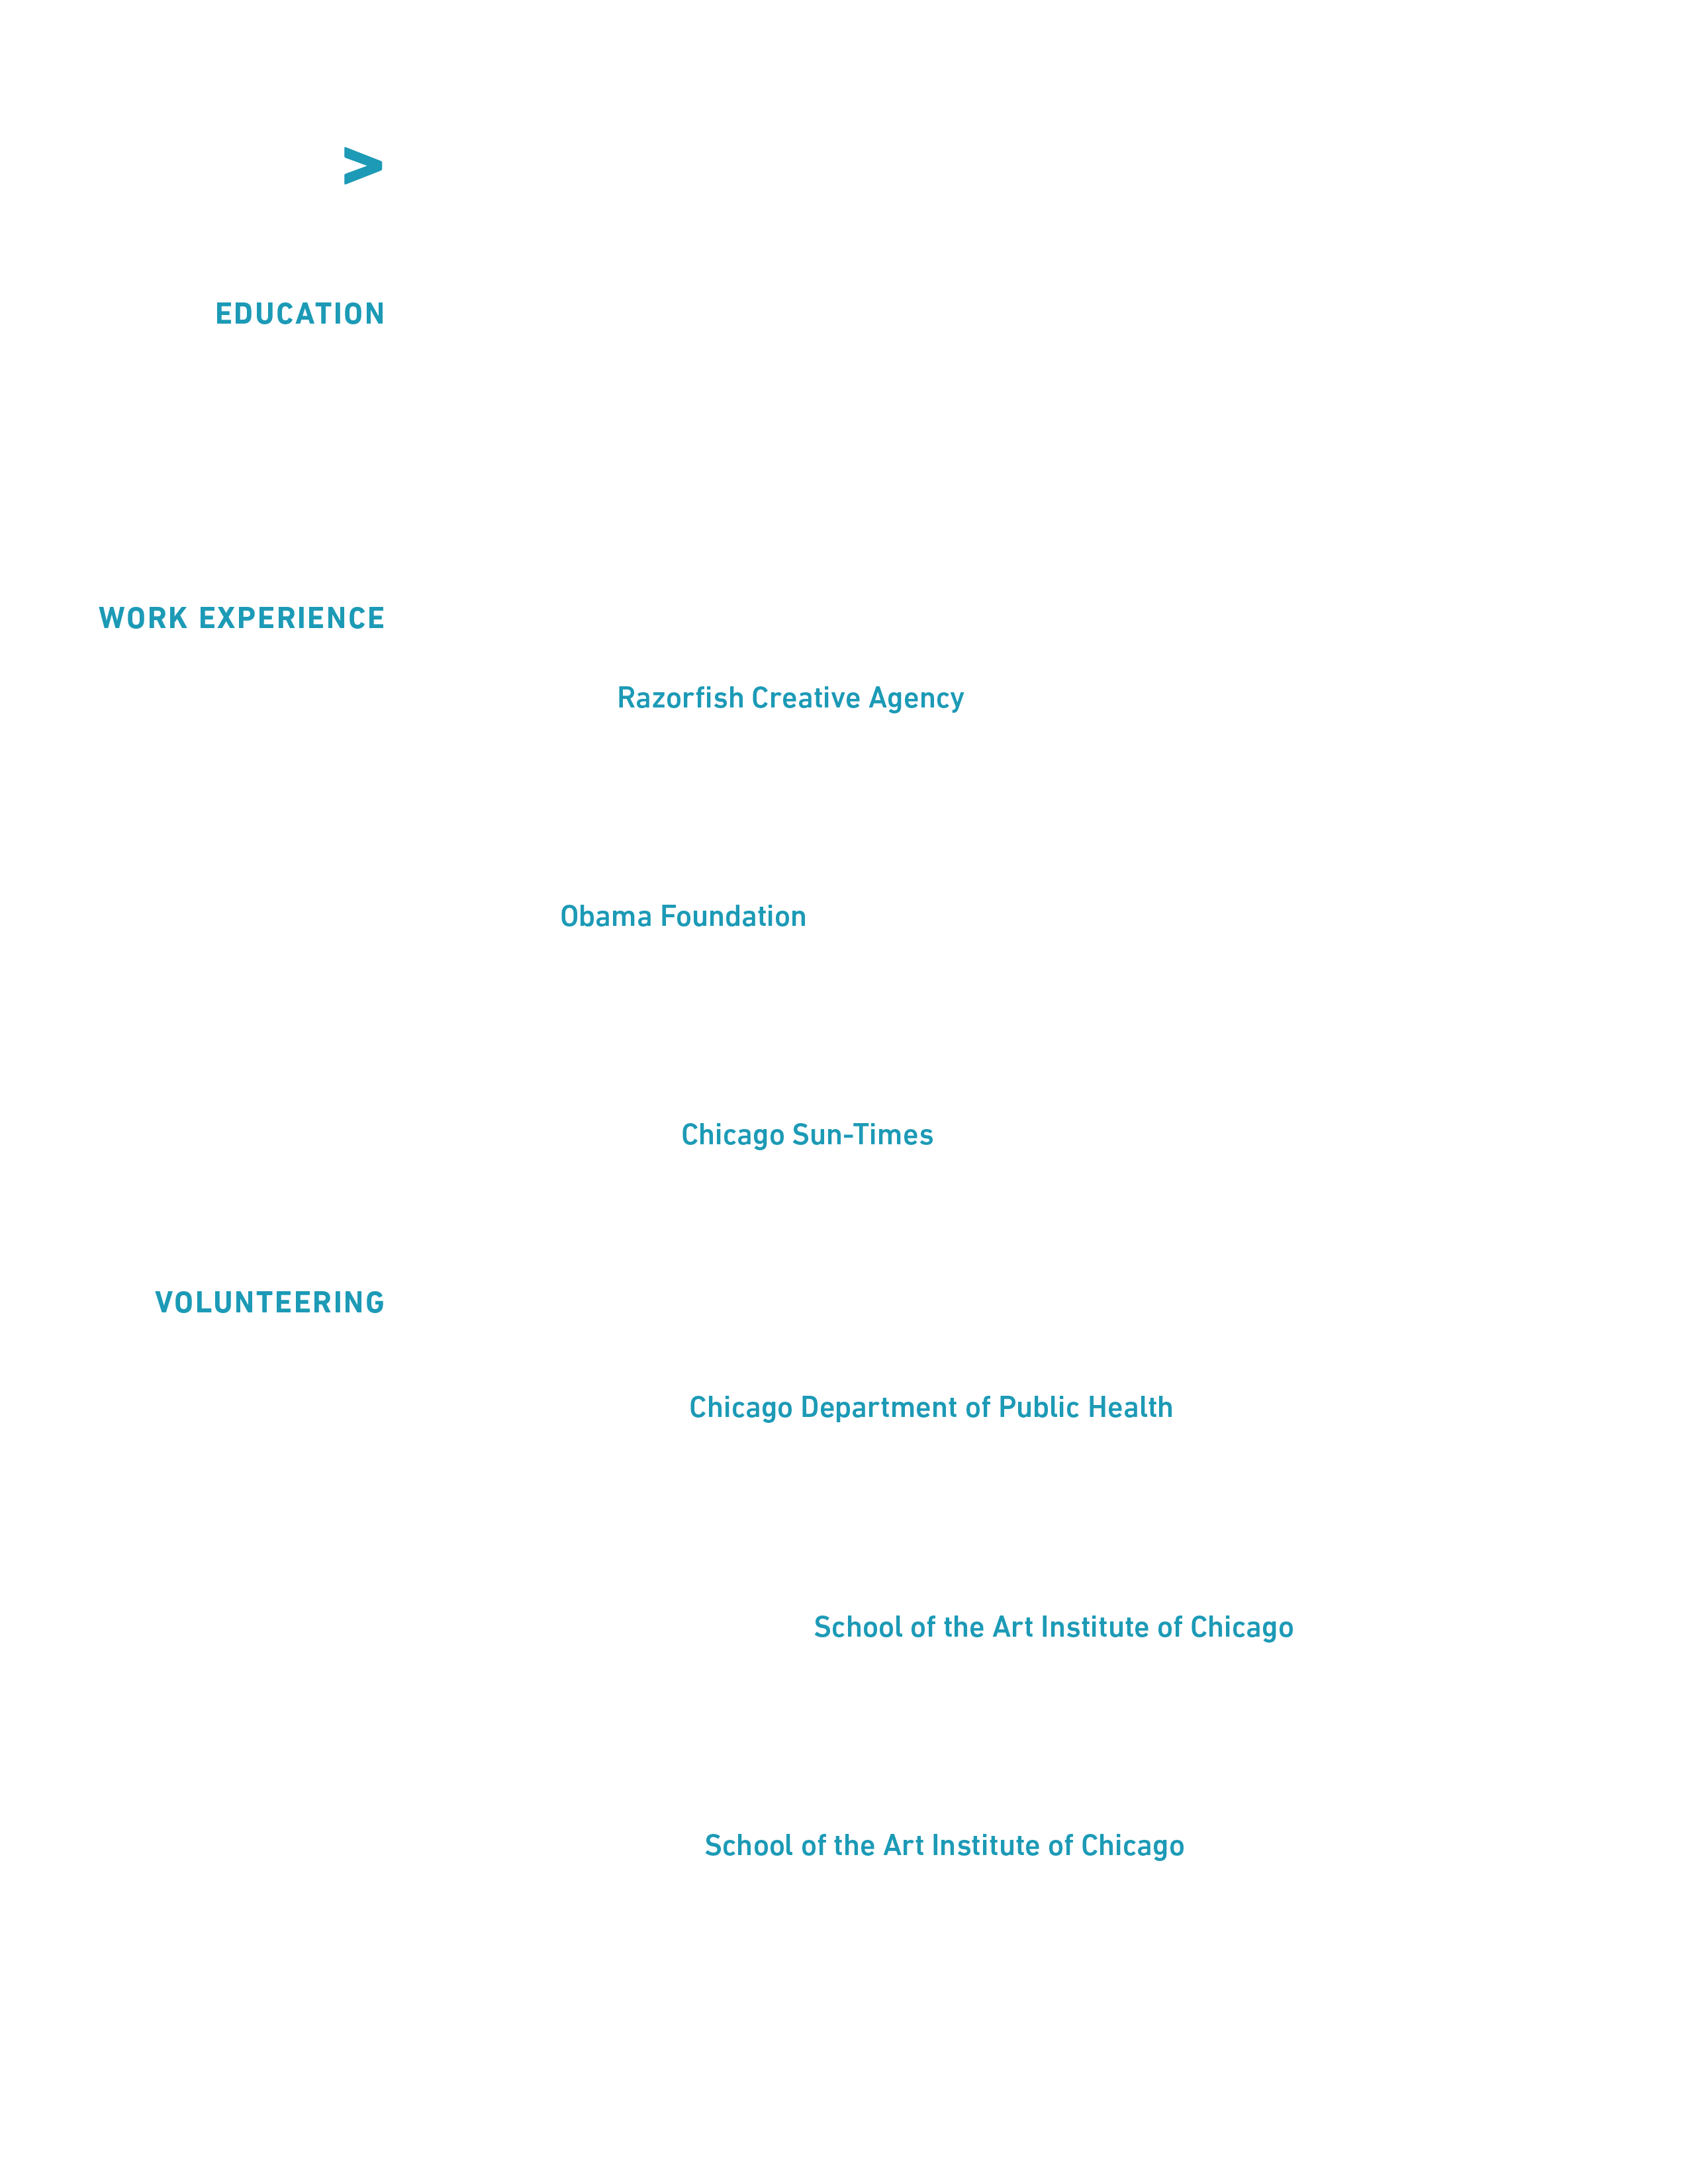 >
EDUCATION
WORK EXPERIENCE
Razorfish Creative Agency
Obama Foundation
Chicago Sun-Times
VOLUNTEERING
Chicago Department of Public Health
School of the Art Institute of Chicago
School of the Art Institute of Chicago